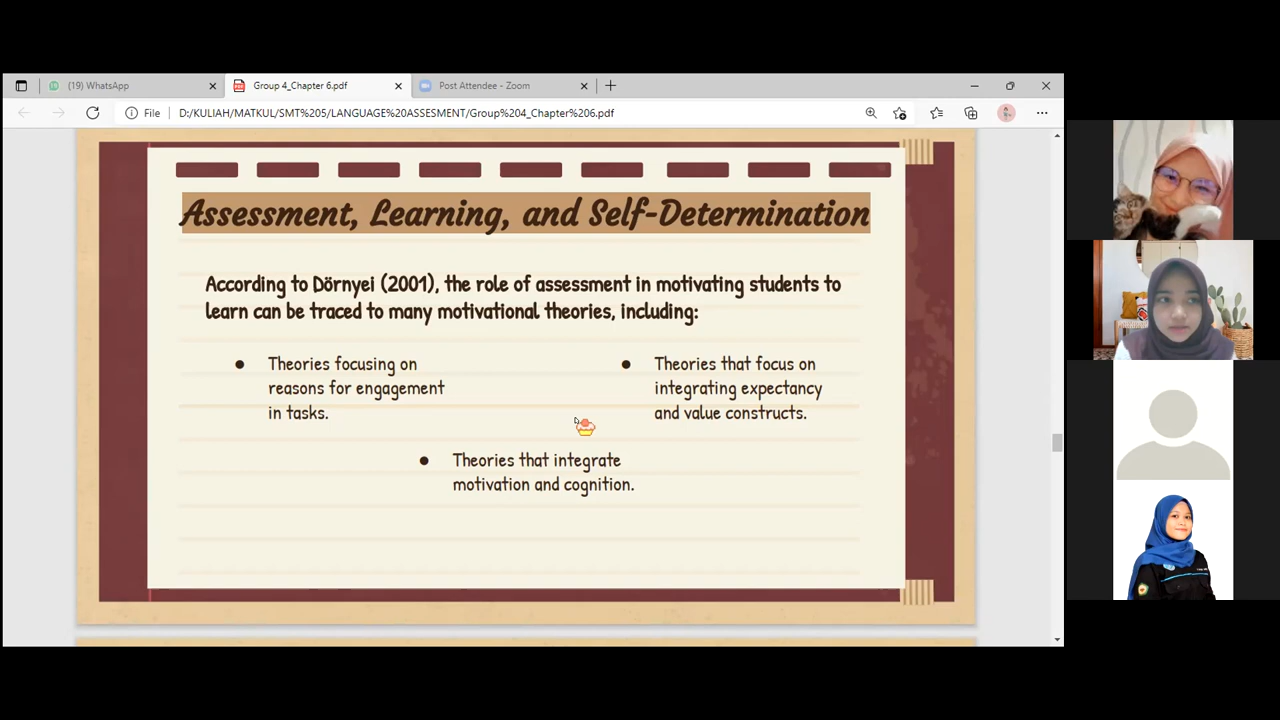 (19) WhatsApp
Group 4_Chapter 6.pdf
Post Attendee - Zoom
File
D:/KULIAH/MATKUL/SMT%205/LANGUAGE%20ASSESMENT/Group%204_Chapter%206.pdf
Assessment, Learning, and Self-Determination
According to Dörnyei (2001), the role of assessment in motivating students to
learn can be traced to many motivational theories, including:
● Theories focusing on
reasons for engagement
in tasks.
● Theories that focus on
integrating expectancy
and value constructs.
● Theories that integrate
motivation and cognition.